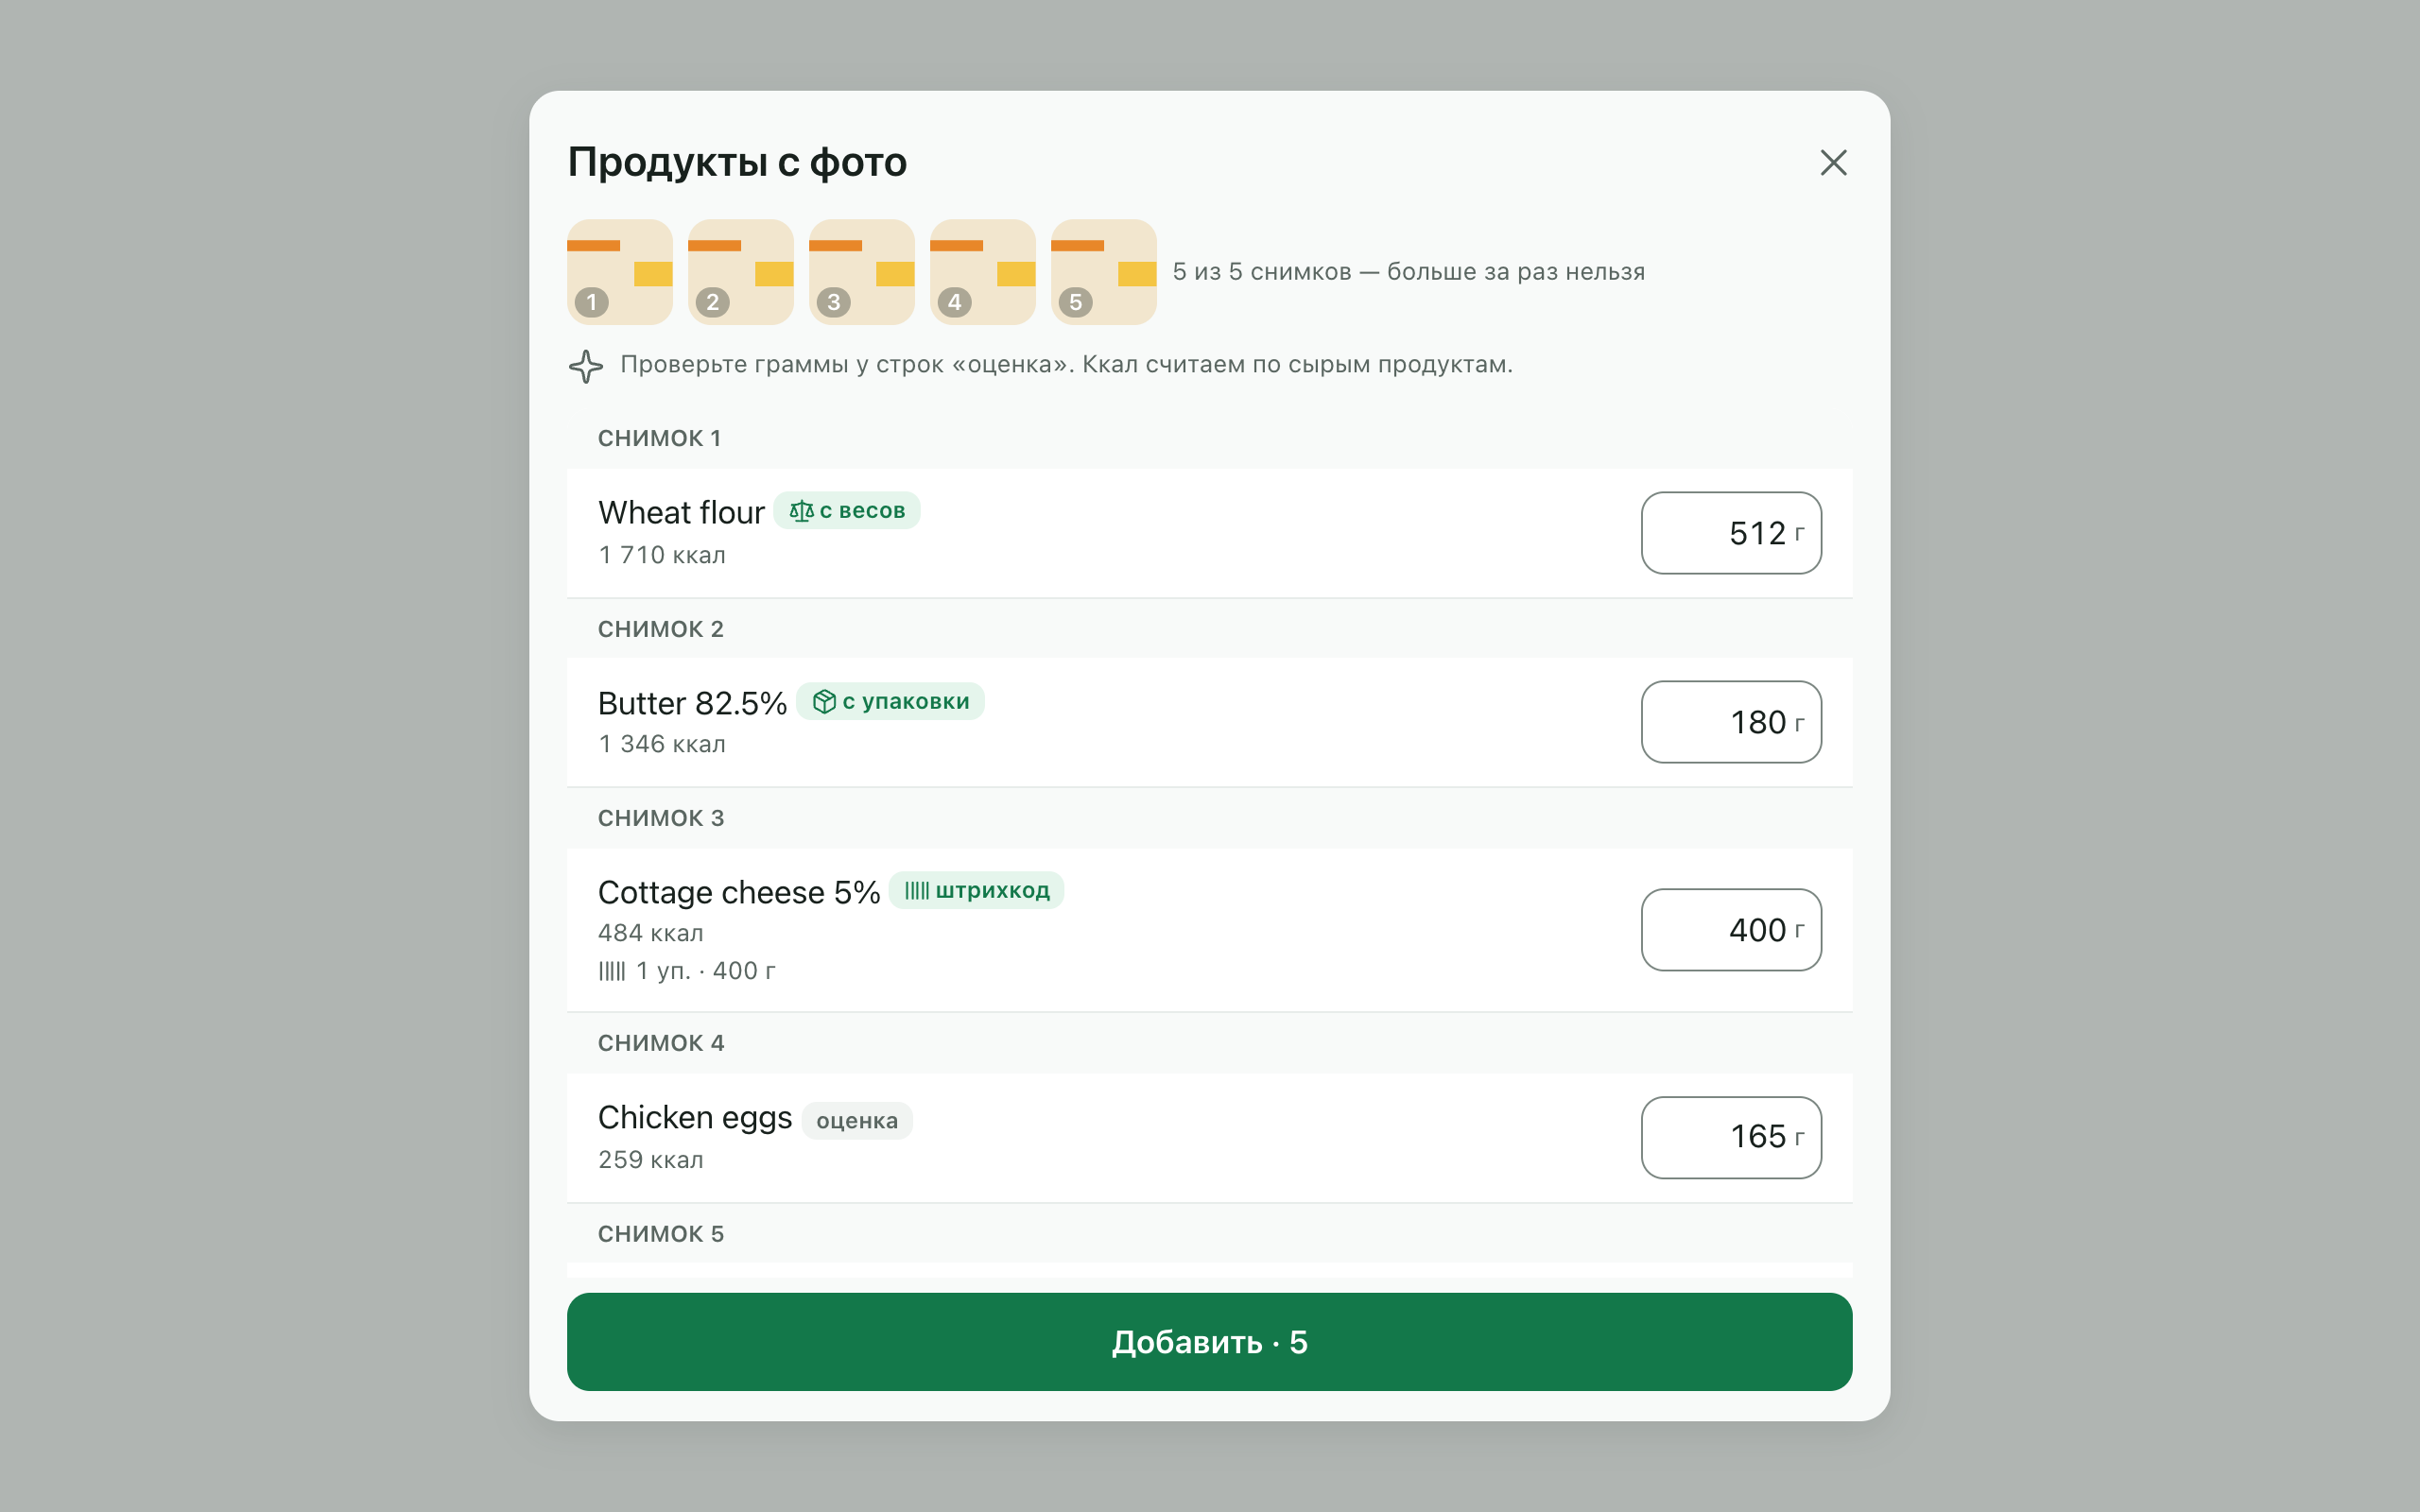 Продукты с фото
1 2 3 4 5 5 из 5 снимков — больше за раз нельзя
Проверьте граммы у строк «оценка». Ккал считаем по сырым продуктам.
СНИМОК 1
Wheat flour с весов
1 710 ккал
512 г
СНИМОК 2
Butter 82.5% с упаковки
1 346 ккал
180 г
СНИМОК 3
Cottage cheese 5% штрихкод
484 ккал
1 уп. · 400 г
400 г
СНИМОК 4
Chicken eggs оценка
259 ккал
165 г
СНИМОК 5
Добавить · 5